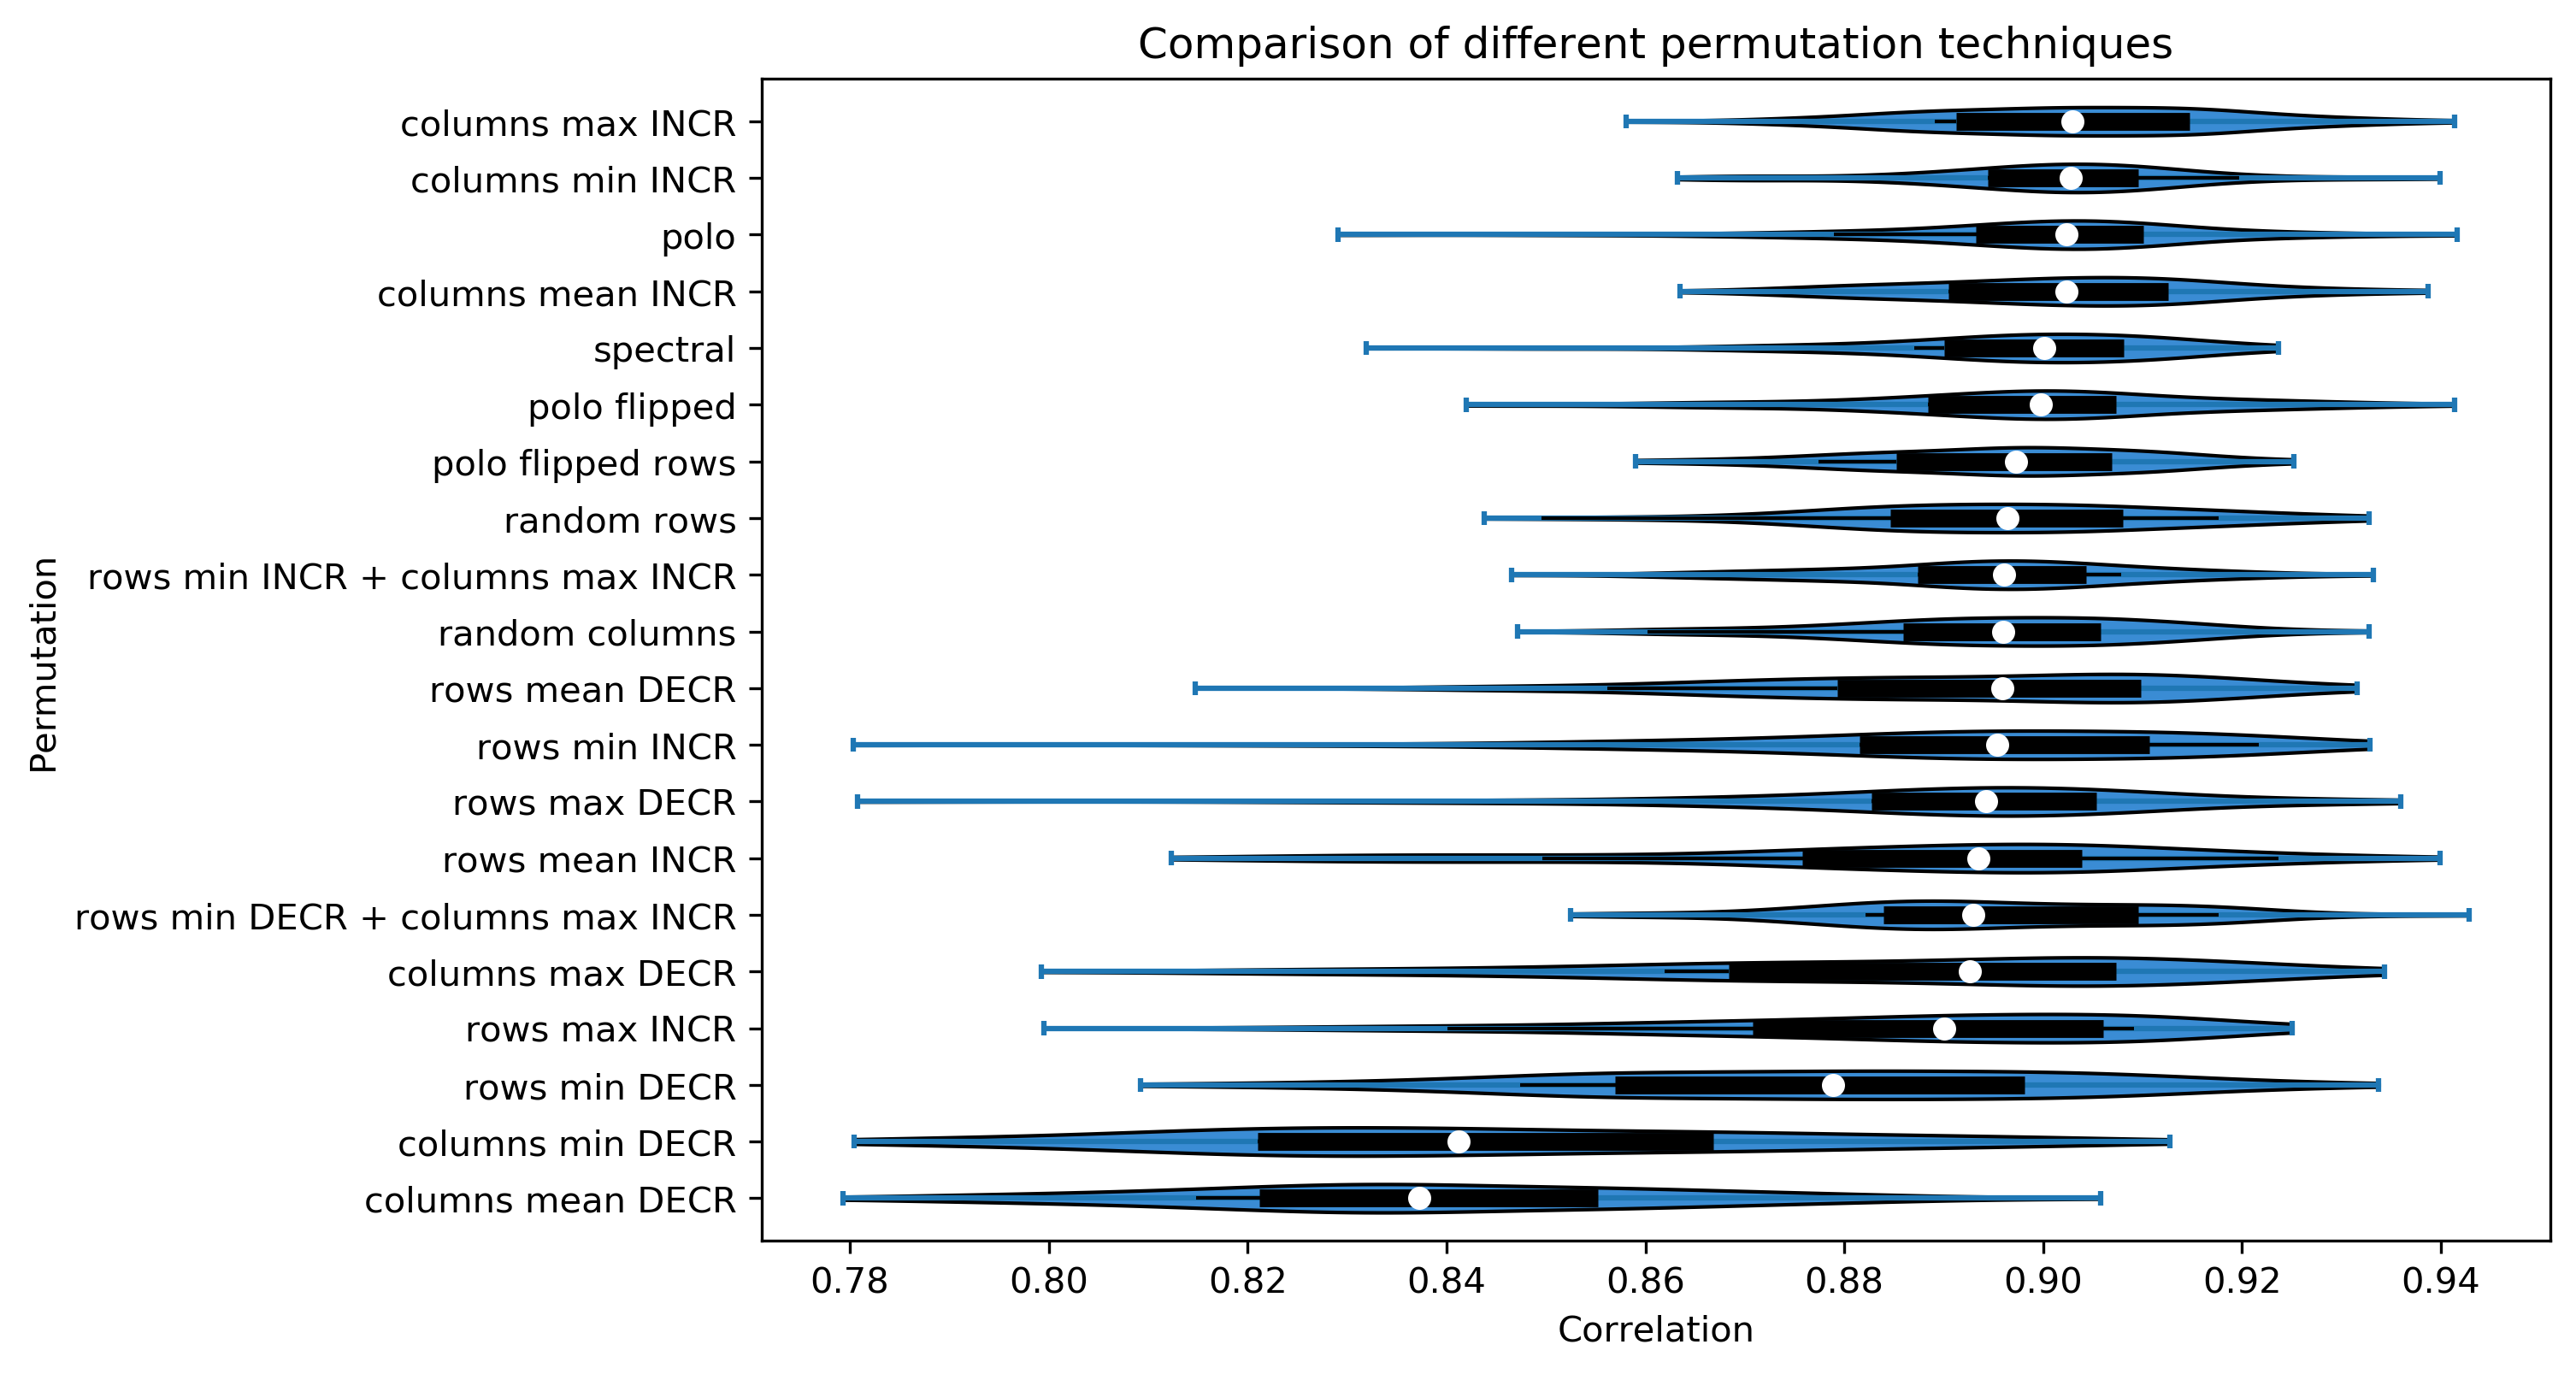 Comparison of different permutation techniques
Permutation
columns max INCR
columns min INCR
polo
columns mean INCR
spectral
polo flipped
polo flipped rows
random rows
rows min INCR + columns max INCR
random columns
rows mean DECR
rows min INCR
rows max DECR
rows mean INCR
rows min DECR + columns max INCR
columns max DECR
rows max INCR
rows min DECR
columns min DECR
columns mean DECR
0.78 0.80 0.82 0.84 0.86 0.88 0.90 0.92 0.94
Correlation